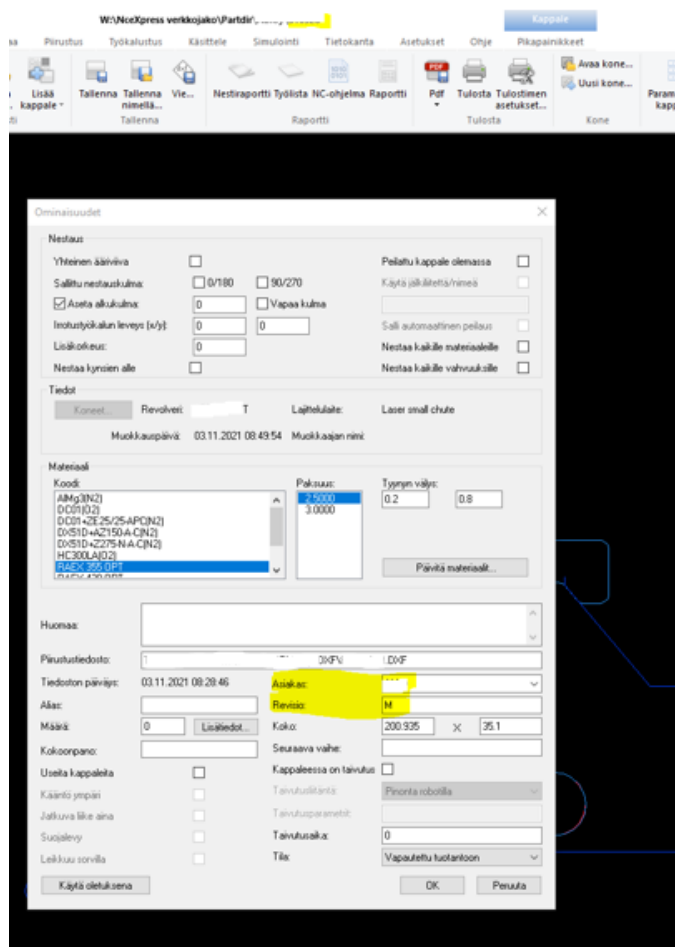 W:\NceXpress verkkojako\Partdir\
Kappale
Piirustus Työkalustus Käsittele Simulointi Tietokanta Asetukset Ohje Pikapainikkeet
Lisää kappale
Tallenna
Tallenna nimellä...
Vie...
Nestiraportti Työlista NC-ohjelma Raportti
Pdf
Tulosta
Tulostimen asetukset...
Avaa kone...
Uusi kone...
Tallenna Raportti Tulosta Kone
Ominaisuudet
Nestaus
Yhteinen ääriviiva
Peilattu kappale olemassa
Sallittu nestauskulma: 0/180 90/270
Käytä jälkiliitettä/nimeä
Aseta alkukulma: 0 Vapaa kulma
Irrotustyökalun leveys (x/y): 0 0
Salli automaattinen peilaus
Lisäkorkeus: 0
Nestaa kaikille materiaaleille
Nestaa kynsien alle
Nestaa kaikille vahvuuksille
Tiedot
Koneet... Revolveri: T Lajittelulaite: Laser small chute
Muokkauspäivä: 03.11.2021 08:49:54 Muokkaajan nimi:
Materiaali
Koodi: Paksuus: Tyynyn välys:
AlMg3(N2) 2.5000 0.2 0.8
DC01(O2) 3.0000
DC01+ZE25/25-APC(N2)
DX51D+AZ150-A-C(N2)
DX51D+Z275-N-A-C(N2)
HC300LA(O2)
RAEX 355 OPT
RAEX 420 OPT
Päivitä materiaalit...
Huomaa:
Piirustustiedosto: .DXF
Tiedoston päiväys: 03.11.2021 08:28:46 Asiakas:
Alias: Revisio: M
Määrä: 0 Lisätiedot... Koko: 200.935 X 35.1
Kokoonpano: Seuraava vaihe:
Useita kappaleita Kappaleessa on taivutus
Kääntö ympäri Taivutusliitäntä: Pinonta robotilla
Jatkuva liike aina Taivutusparametrit:
Suojalevy Taivutusaika: 0
Leikkuu sorvilla Tila: Vapautettu tuotantoon
Käytä oletuksena OK Peruuta